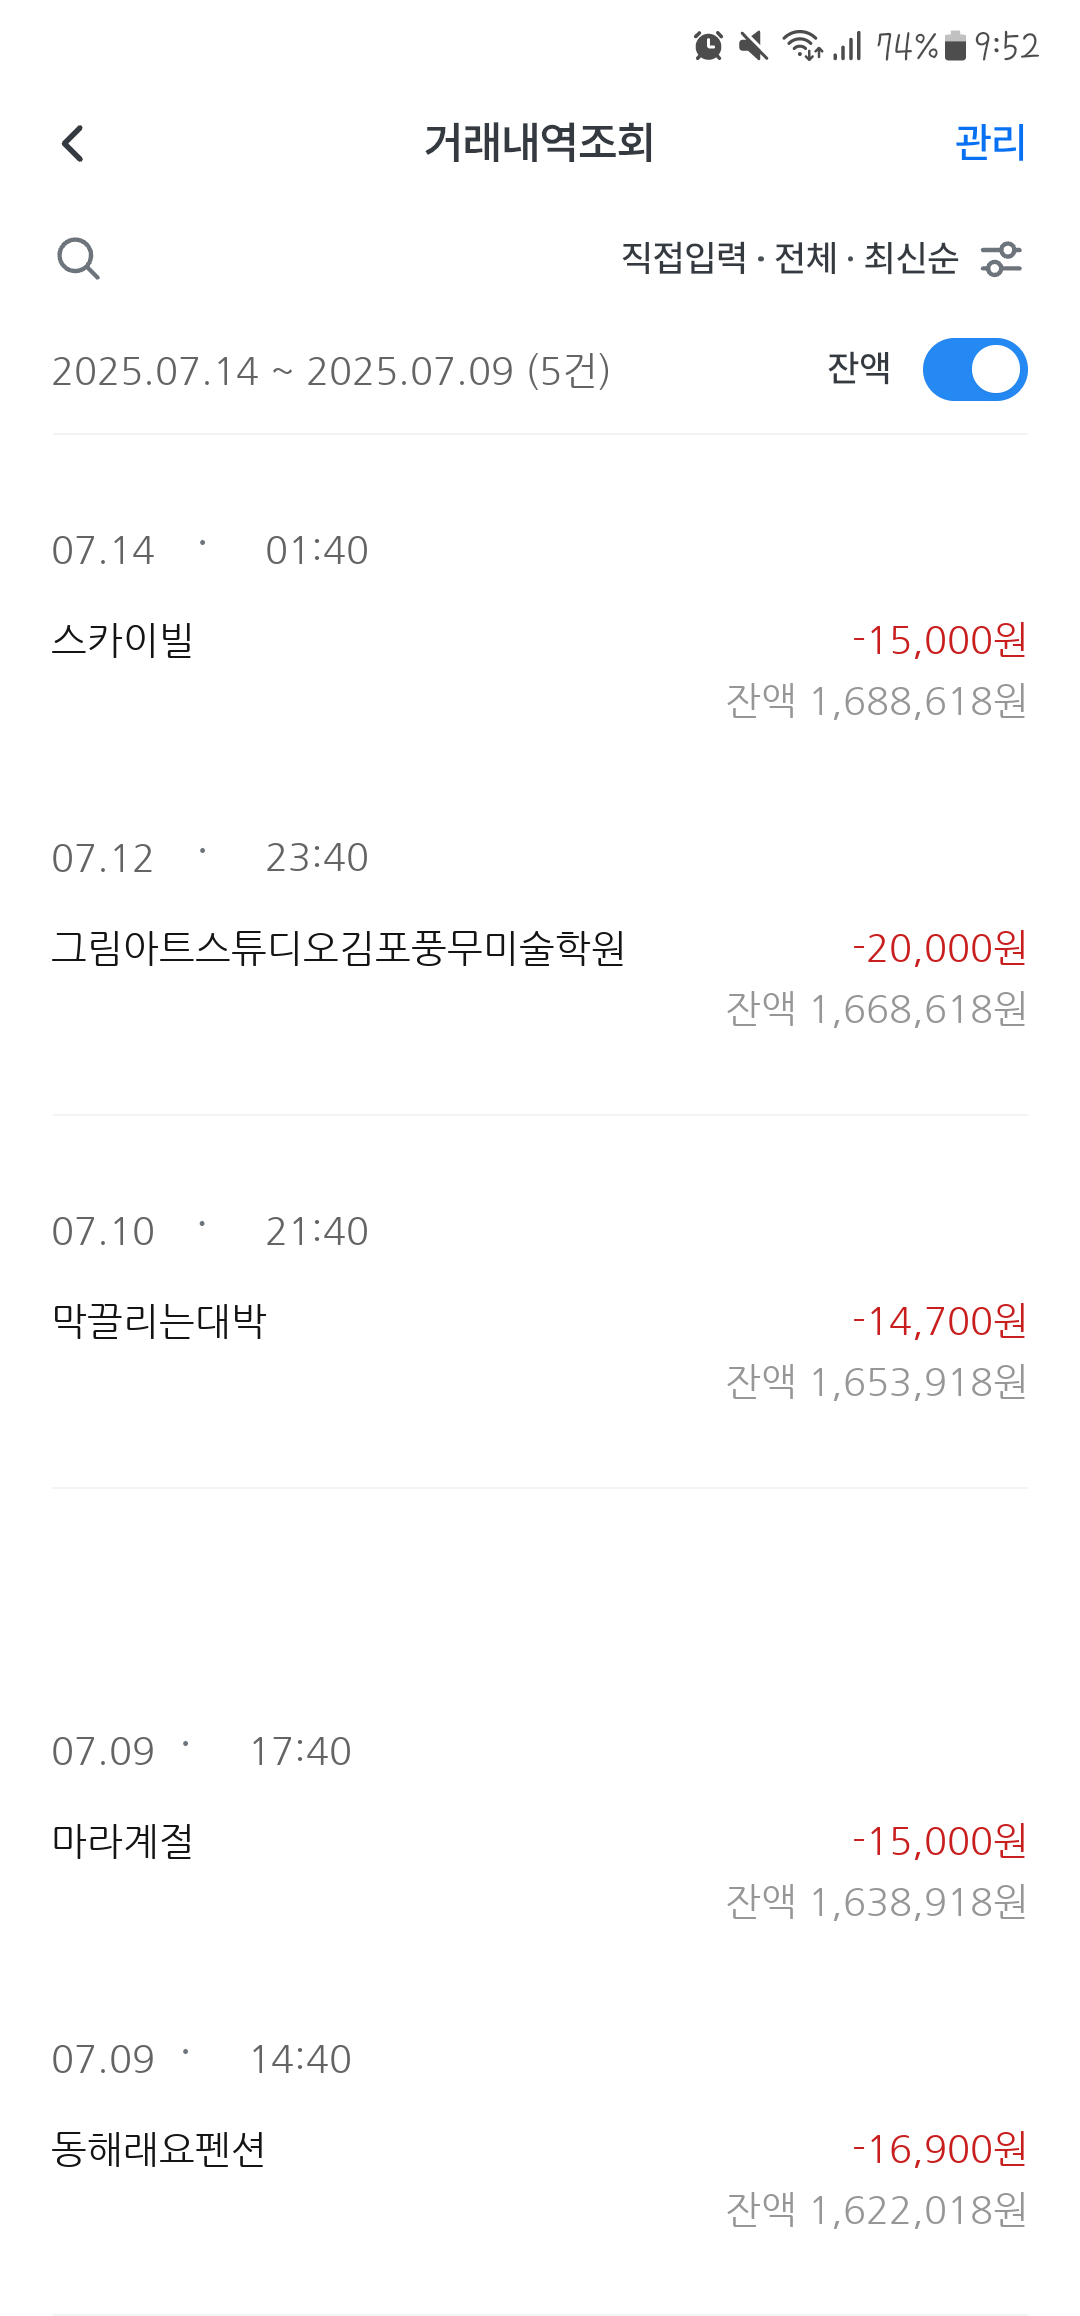 74% 9:52
거래내역조회 관리
직접입력 · 전체 · 최신순
2025.07.14 ~ 2025.07.09 (5건) 잔액
07.14 · 01:40
스카이빌 -15,000원
잔액 1,688,618원
07.12 · 23:40
그림아트스튜디오김포풍무미술학원 -20,000원
잔액 1,668,618원
07.10 · 21:40
막끌리는대박 -14,700원
잔액 1,653,918원
07.09 · 17:40
마라계절 -15,000원
잔액 1,638,918원
07.09 · 14:40
동해래요펜션 -16,900원
잔액 1,622,018원